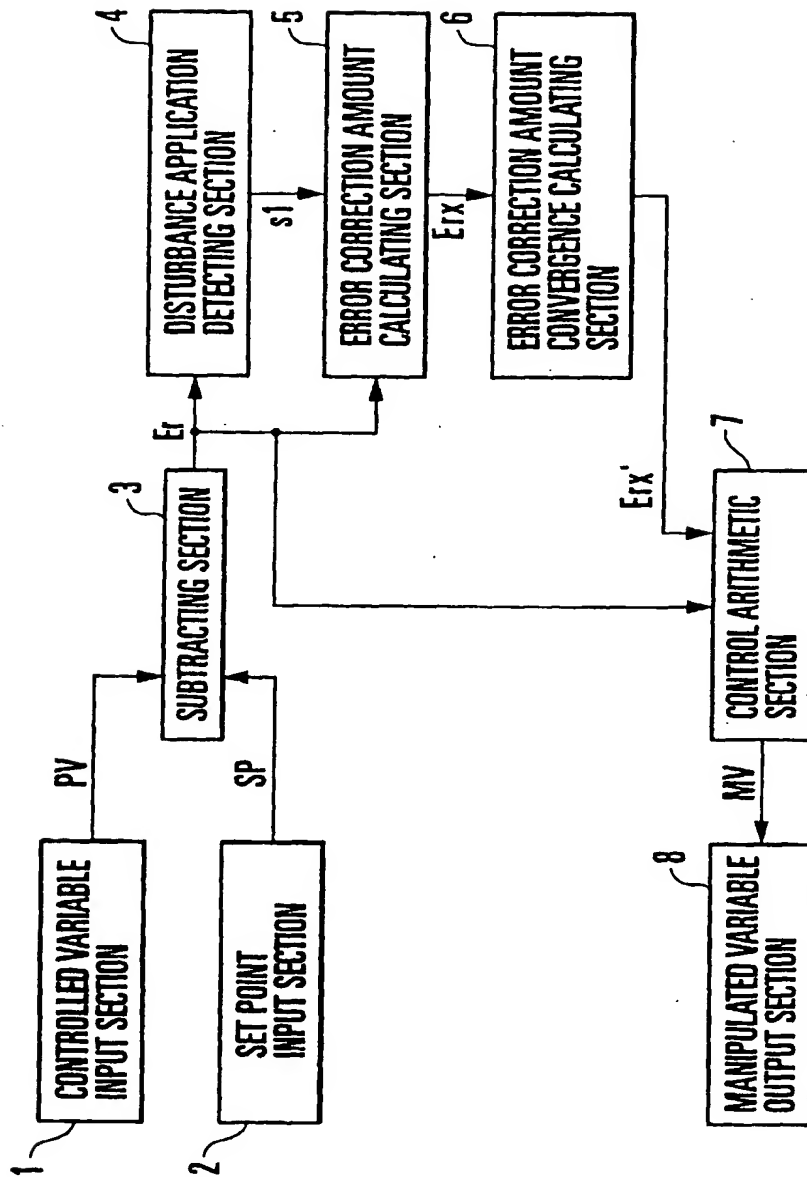 1
CONTROLLED VARIABLE
INPUT SECTION
PV
2
SET POINT
INPUT SECTION
SP
3
SUBTRACTING SECTION
Er
4
DISTURBANCE APPLICATION
DETECTING SECTION
s1
5
ERROR CORRECTION AMOUNT
CALCULATING SECTION
Erx
6
ERROR CORRECTION AMOUNT
CONVERGENCE CALCULATING
SECTION
Erx'
7
CONTROL ARITHMETIC
SECTION
MV
8
MANIPULATED VARIABLE
OUTPUT SECTION